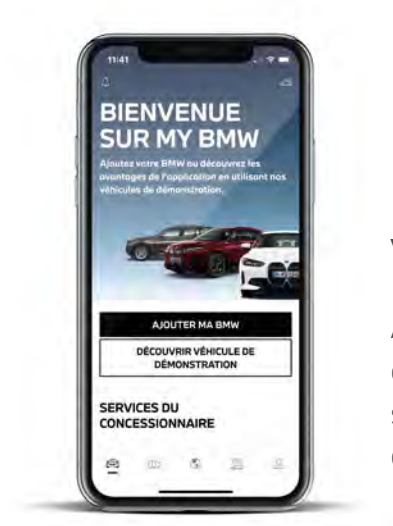 11:41
BIENVENUE
SUR MY BMW
Ajoutez votre BMW ou découvrez les
avantages de l'application en utilisant nos
véhicules de démonstration.
AJOUTER MA BMW
DÉCOUVRIR VÉHICULE DE
DÉMONSTRATION
SERVICES DU
CONCESSIONNAIRE